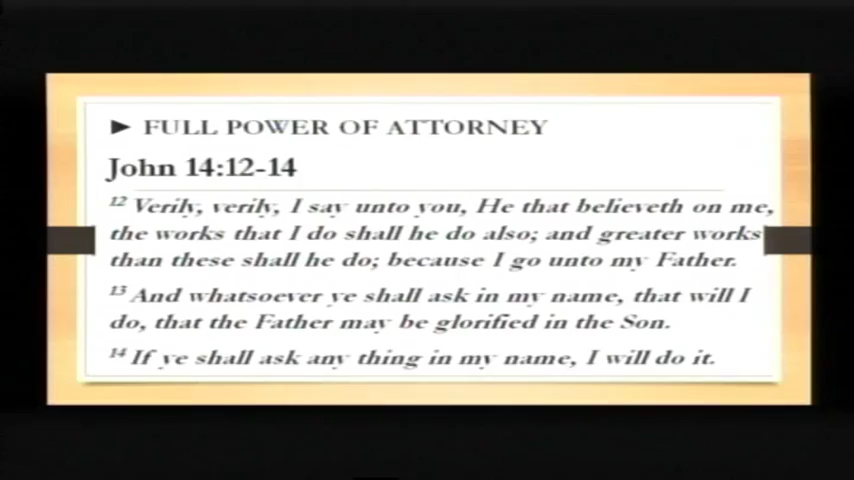 ► FULL POWER OF ATTORNEY
John 14:12-14
12 Verily, verily, I say unto you, He that believeth on me,
the works that I do shall he do also; and greater works
than these shall he do; because I go unto my Father.
13 And whatsoever ye shall ask in my name, that will I
do, that the Father may be glorified in the Son.
14 If ye shall ask any thing in my name, I will do it.